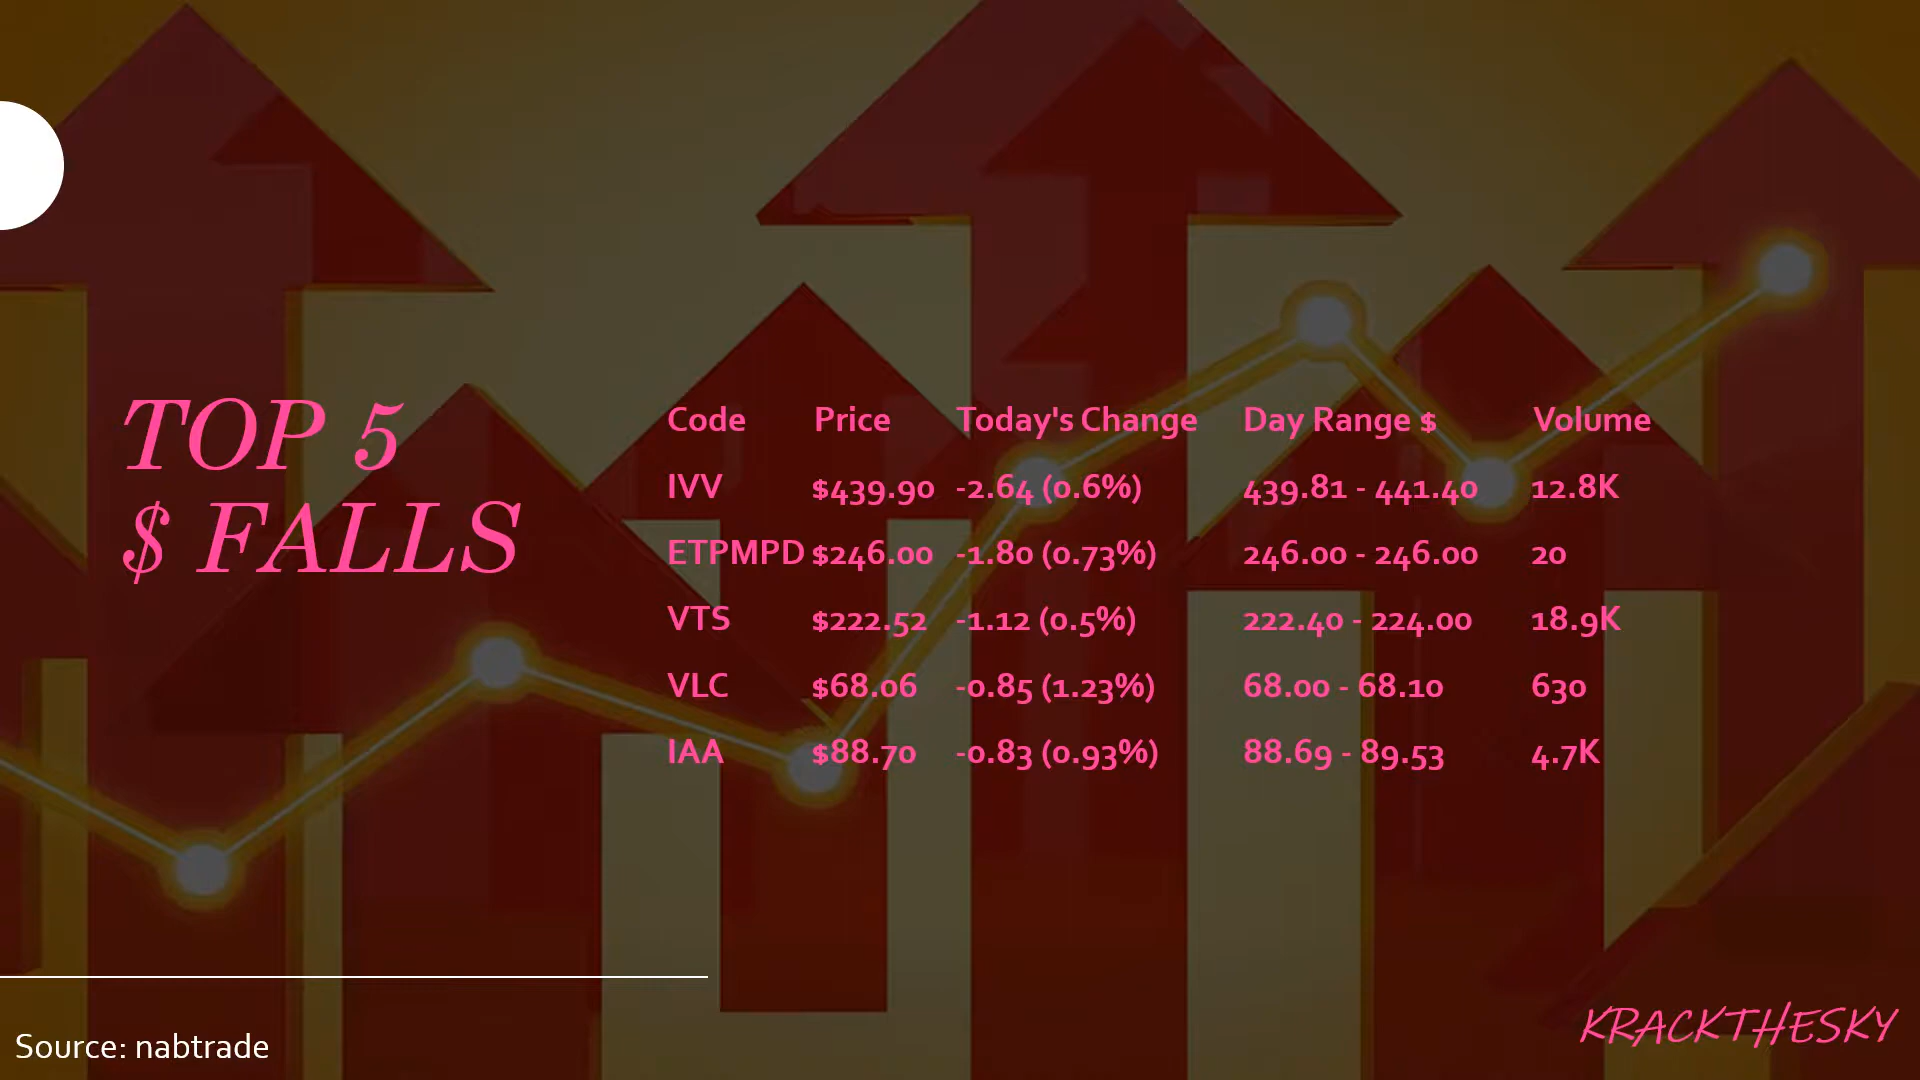 TOP 5
$ FALLS
Code Price Today's Change Day Range $ Volume
IVV $439.90 -2.64 (0.6%) 439.81 - 441.40 12.8K
ETPMPD $246.00 -1.80 (0.73%) 246.00 - 246.00 20
VTS $222.52 -1.12 (0.5%) 222.40 - 224.00 18.9K
VLC $68.06 -0.85 (1.23%) 68.00 - 68.10 630
IAA $88.70 -0.83 (0.93%) 88.69 - 89.53 4.7K
Source: nabtrade
KRACKTHESKY